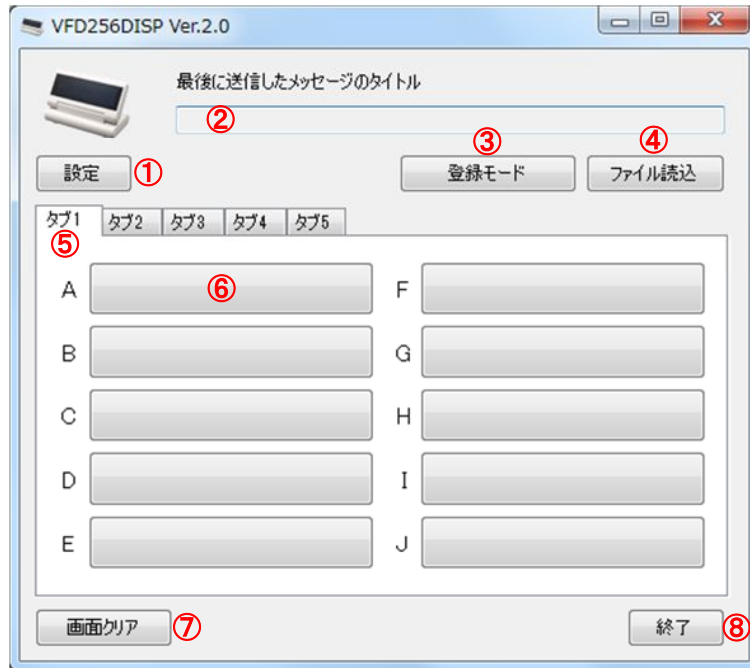 VFD256DISP Ver.2.0
最後に送信したメッセージのタイトル
②
③ ④
設定 ① 登録モード ファイル読込
タブ1 タブ2 タブ3 タブ4 タブ5
⑤
A ⑥ F
B G
C H
D I
E J
画面クリア ⑦ 終了 ⑧